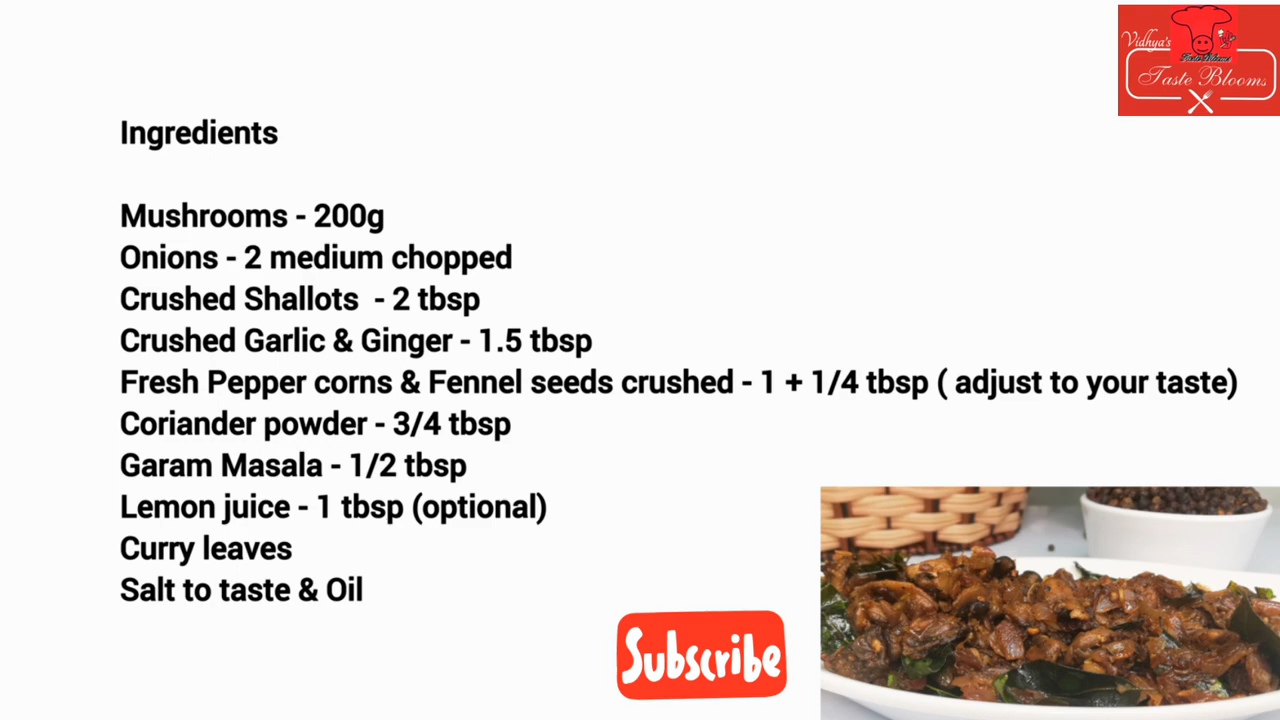 Vidhya's
Taste Blooms
Ingredients
Mushrooms - 200g
Onions - 2 medium chopped
Crushed Shallots - 2 tbsp
Crushed Garlic & Ginger - 1.5 tbsp
Fresh Pepper corns & Fennel seeds crushed - 1 + 1/4 tbsp ( adjust to your taste)
Coriander powder - 3/4 tbsp
Garam Masala - 1/2 tbsp
Lemon juice - 1 tbsp (optional)
Curry leaves
Salt to taste & Oil
Subscribe